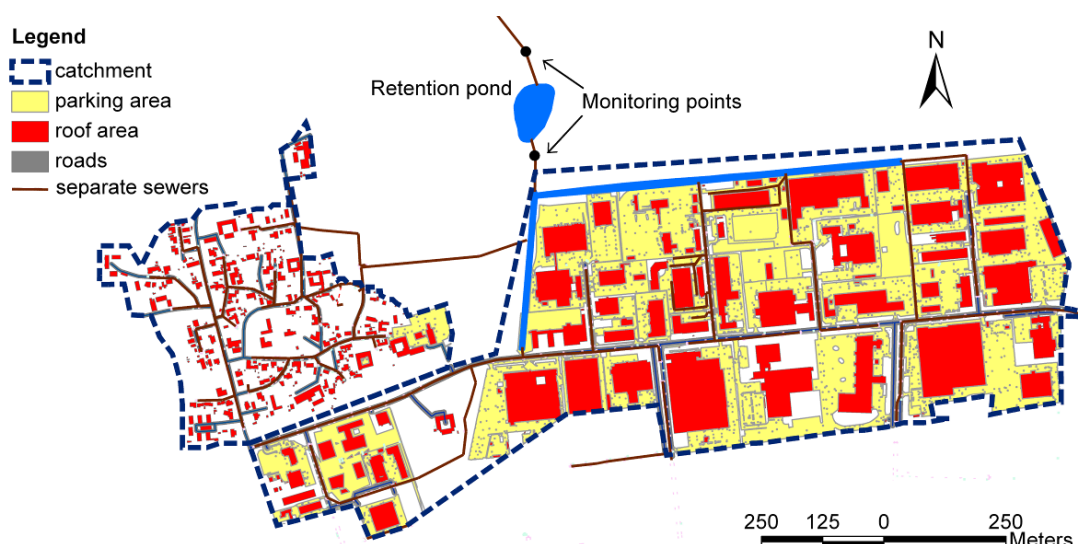 Legend
catchment
parking area
roof area
roads
separate sewers
Retention pond
Monitoring points
N
250 125 0 250
Meters